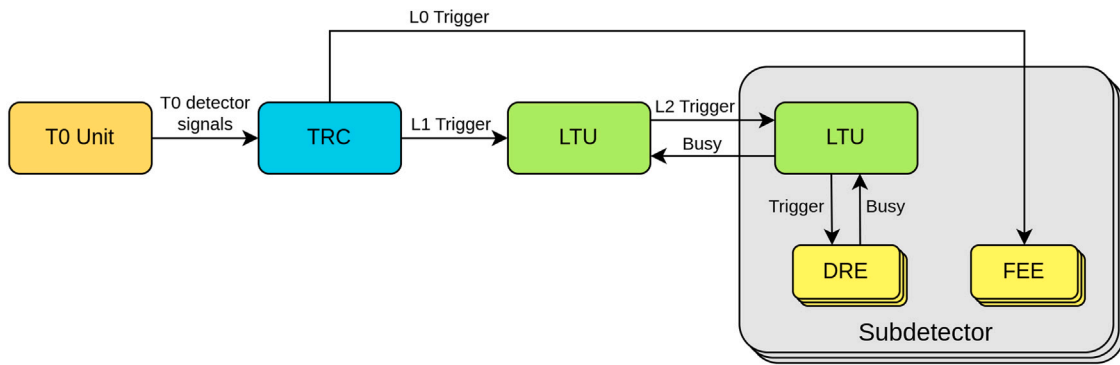 L0 Trigger
T0 Unit
T0 detector
signals
TRC
L1 Trigger
LTU
L2 Trigger
Busy
LTU
Trigger
Busy
DRE
FEE
Subdetector